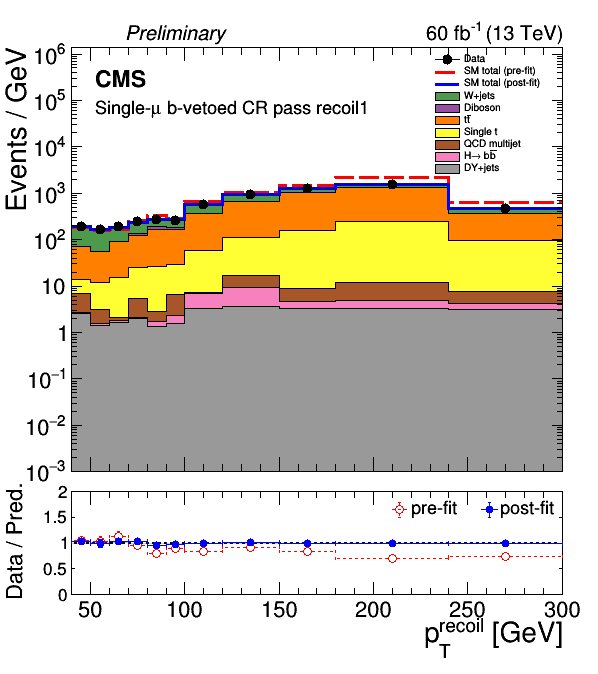 Preliminary 60 fb⁻¹ (13 TeV)
CMS
Single-μ b-vetoed CR pass recoil1
Data
SM total (pre-fit)
SM total (post-fit)
W+jets
Diboson
tt̅
Single t
QCD multijet
H→ bb̅
DY+jets
Events / GeV
10⁶
10⁵
10⁴
10³
10²
10
1
10⁻¹
10⁻²
10⁻³
Data / Pred.
2
1.5
1
0.5
0
pre-fit post-fit
50 100 150 200 250 300
p_T^recoil [GeV]